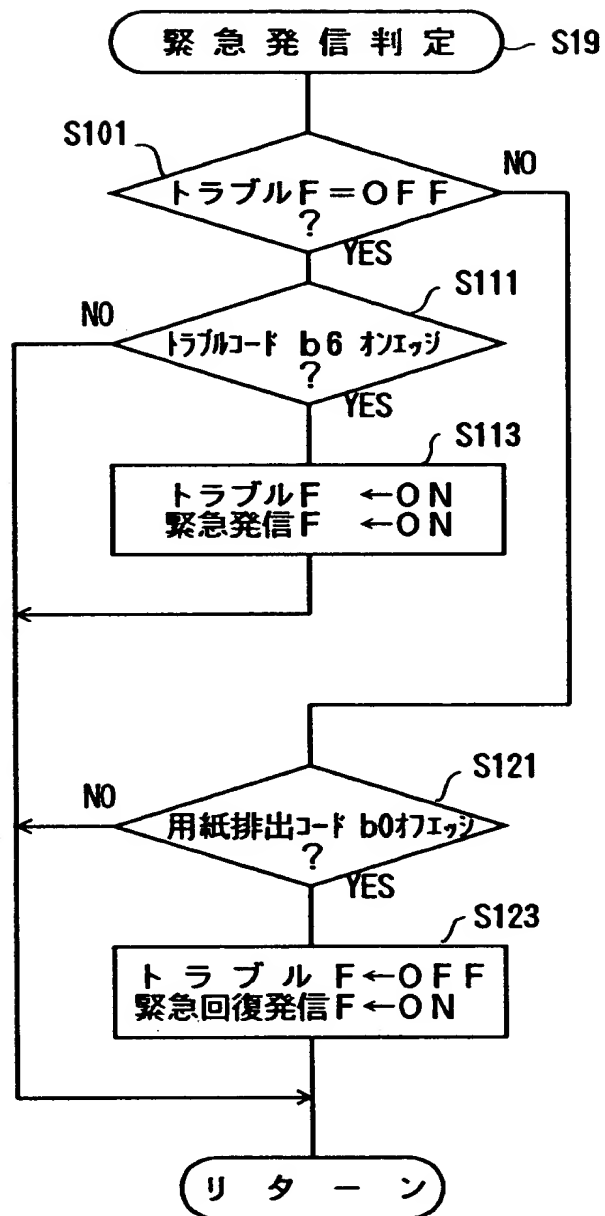 緊急発信判定
S19
S101
トラブルF=OFF
?
NO
YES
S111
NO
トラブルコード b6 オンエッジ
?
YES
S113
トラブルF ←ON
緊急発信F ←ON
S121
NO
用紙排出コード b0オフエッジ
?
YES
S123
トラブル F←OFF
緊急回復発信F←ON
リターン